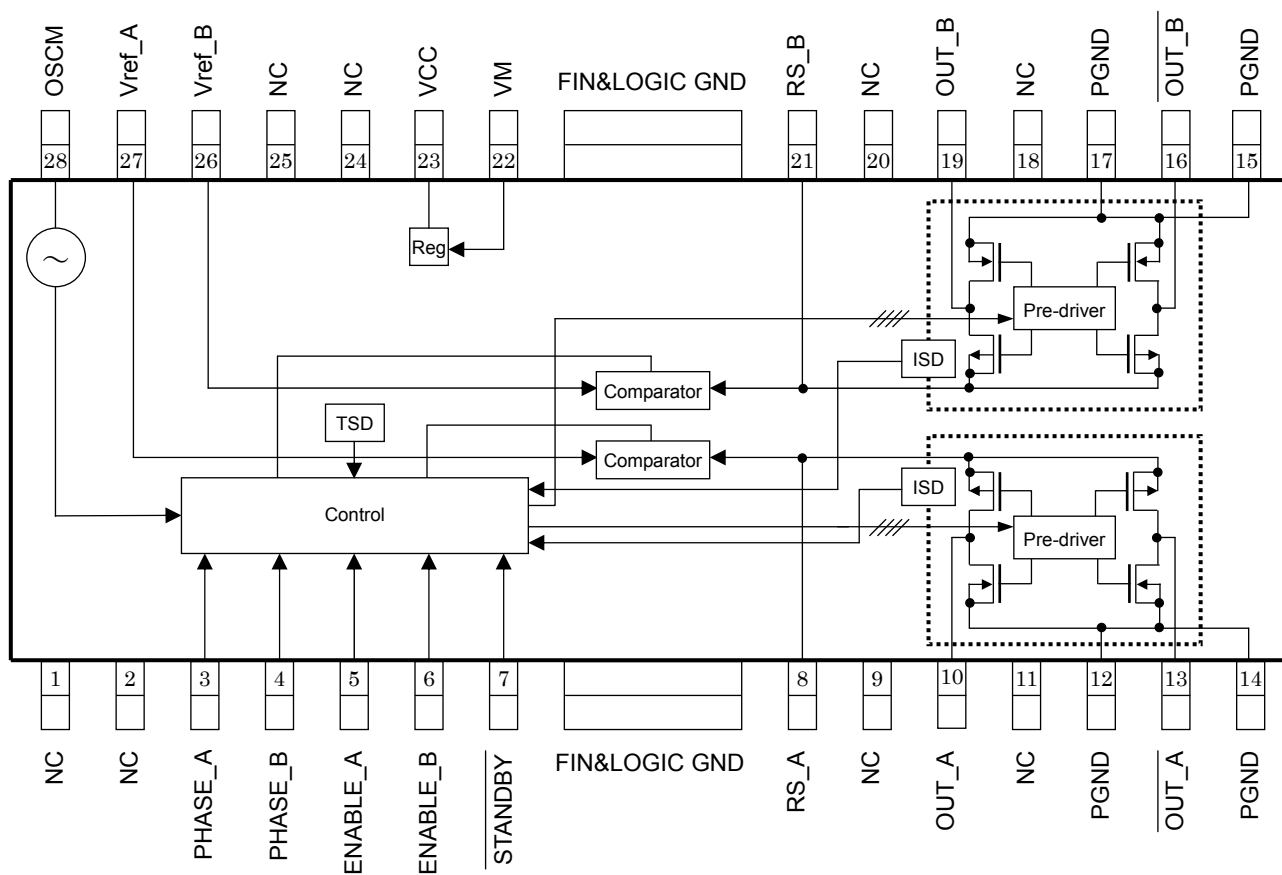 OSCM
Vref_A
Vref_B
NC
NC
VCC
VM
FIN&LOGIC GND
RS_B
NC
OUT_B
NC
PGND
OUT_B
PGND
28
27
26
25
24
23
22
21
20
19
18
17
16
15
~
Reg
Pre-driver
ISD
Comparator
TSD
Comparator
ISD
Control
Pre-driver
1
2
3
4
5
6
7
8
9
10
11
12
13
14
NC
NC
PHASE_A
PHASE_B
ENABLE_A
ENABLE_B
STANDBY
FIN&LOGIC GND
RS_A
NC
OUT_A
NC
PGND
OUT_A
PGND